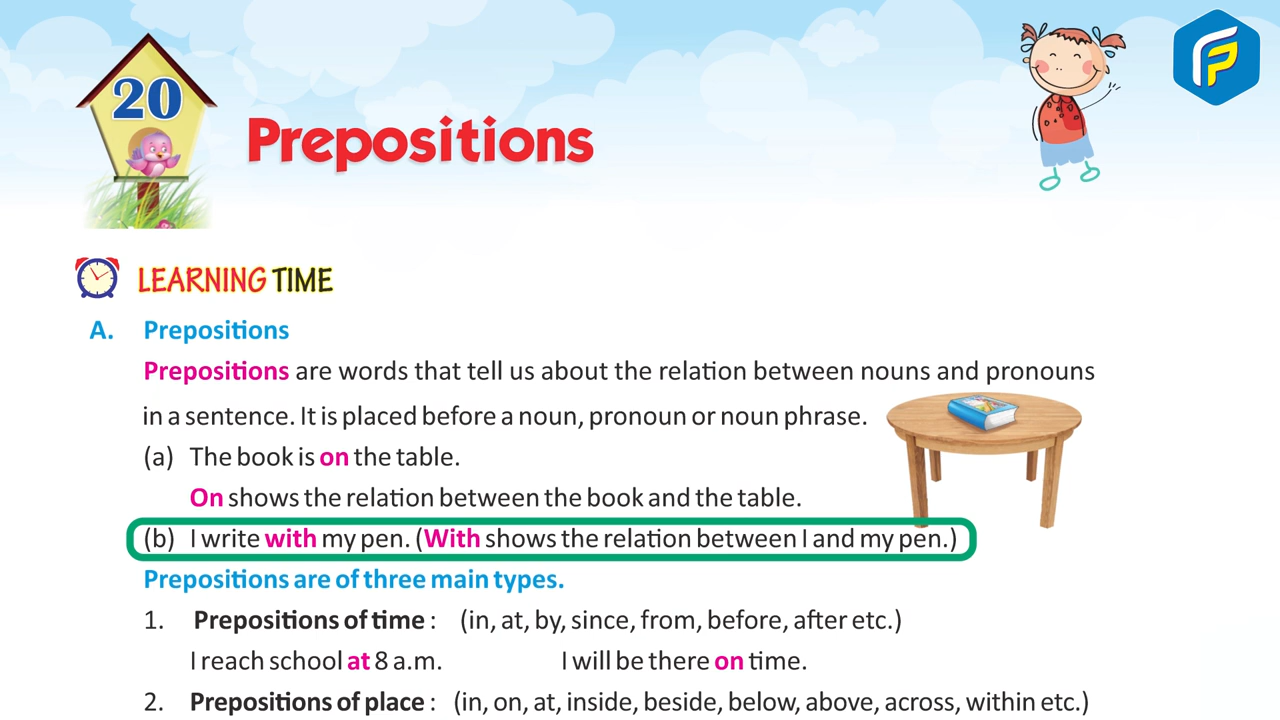 20
Prepositions
LEARNING TIME
A. Prepositions
Prepositions are words that tell us about the relation between nouns and pronouns
in a sentence. It is placed before a noun, pronoun or noun phrase.
(a) The book is on the table.
On shows the relation between the book and the table.
(b) I write with my pen. (With shows the relation between I and my pen.)
Prepositions are of three main types.
1. Prepositions of time : (in, at, by, since, from, before, after etc.)
I reach school at 8 a.m. I will be there on time.
2. Prepositions of place : (in, on, at, inside, beside, below, above, across, within etc.)